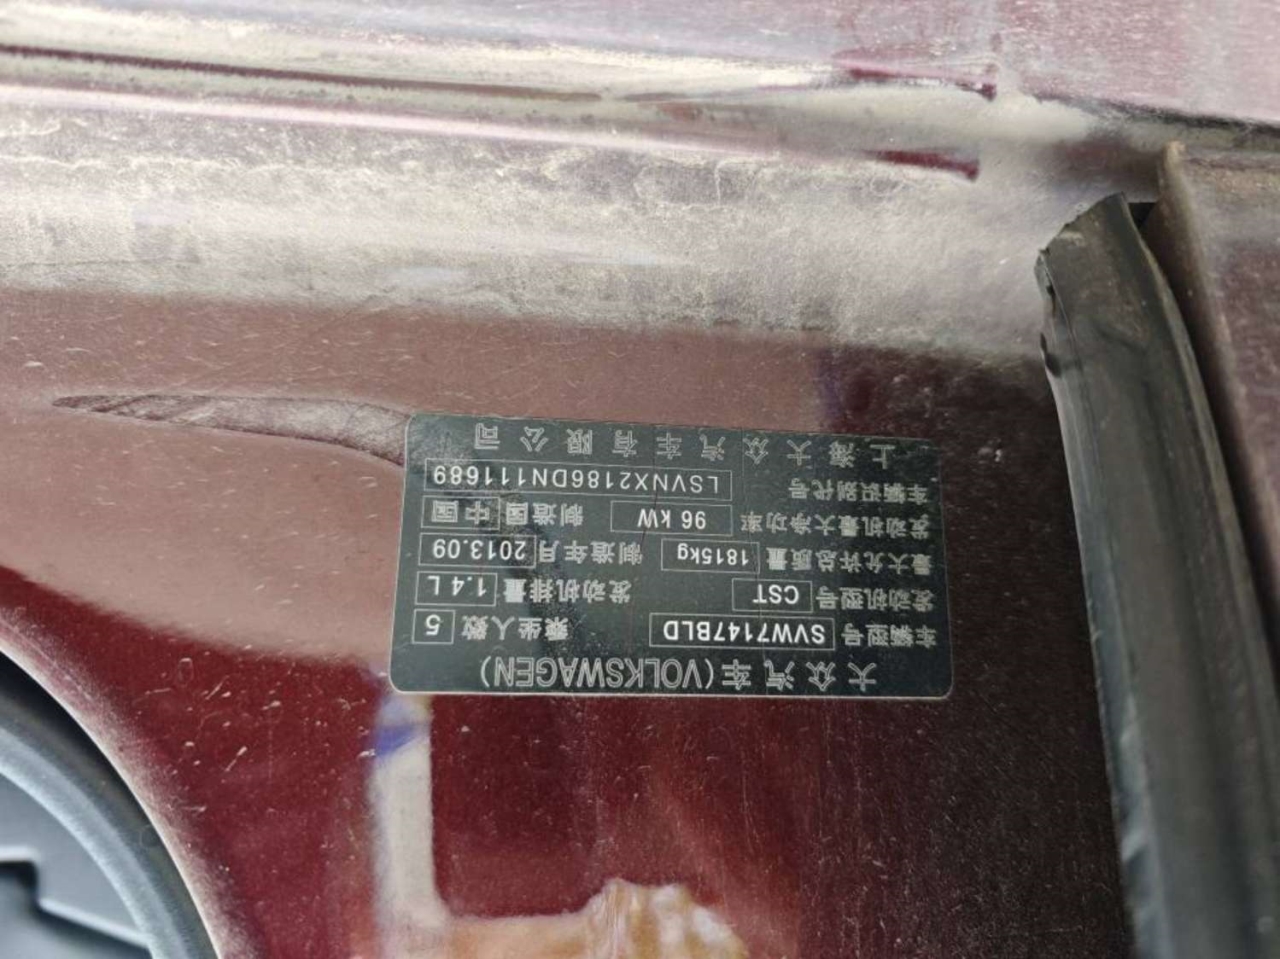 大众汽车(VOLKSWAGEN)
车辆型号 SVW7147BLD 乘坐人数 5
发动机型号 CST 发动机排量 1.4 L
最大允许总质量 1815kg 制造年月 2013.09
发动机最大净功率 96 kW 制造国 中国
车辆识别代号 LSVNX2186DN111689
上海大众汽车有限公司